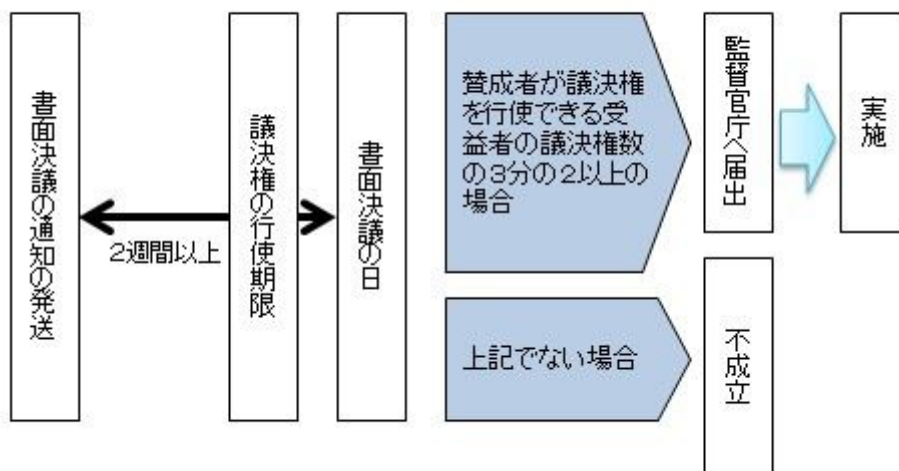 書面決議の通知の発送
2週間以上
議決権の行使期限
書面決議の日
賛成者が議決権
を行使できる受
益者の議決権数
の3分の2以上の
場合
監督官庁へ届出
実施
上記でない場合
不成立